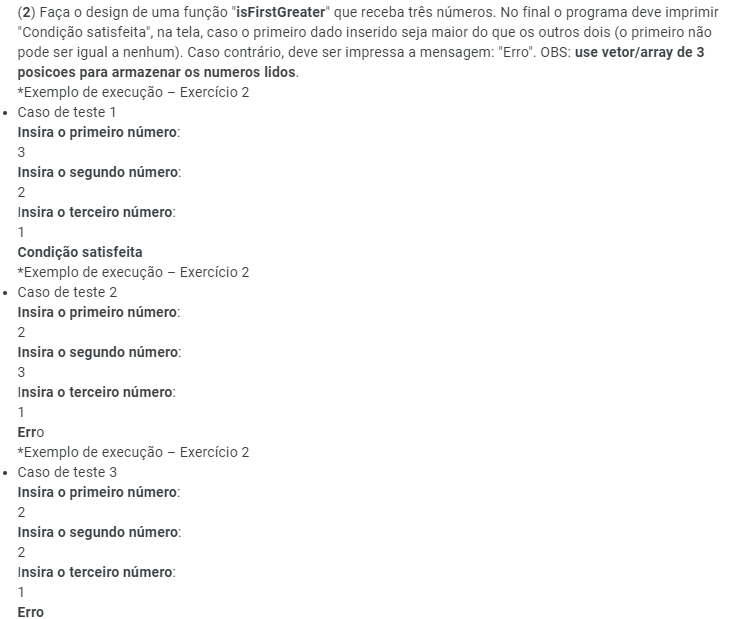 (2) Faça o design de uma função "isFirstGreater" que receba três números. No final o programa deve imprimir
"Condição satisfeita", na tela, caso o primeiro dado inserido seja maior do que os outros dois (o primeiro não
pode ser igual a nenhum). Caso contrário, deve ser impressa a mensagem: "Erro". OBS: use vetor/array de 3
posicoes para armazenar os numeros lidos.
*Exemplo de execução – Exercício 2
• Caso de teste 1
Insira o primeiro número:
3
Insira o segundo número:
2
Insira o terceiro número:
1
Condição satisfeita
*Exemplo de execução – Exercício 2
• Caso de teste 2
Insira o primeiro número:
2
Insira o segundo número:
3
Insira o terceiro número:
1
Erro
*Exemplo de execução – Exercício 2
• Caso de teste 3
Insira o primeiro número:
2
Insira o segundo número:
2
Insira o terceiro número:
1
Erro